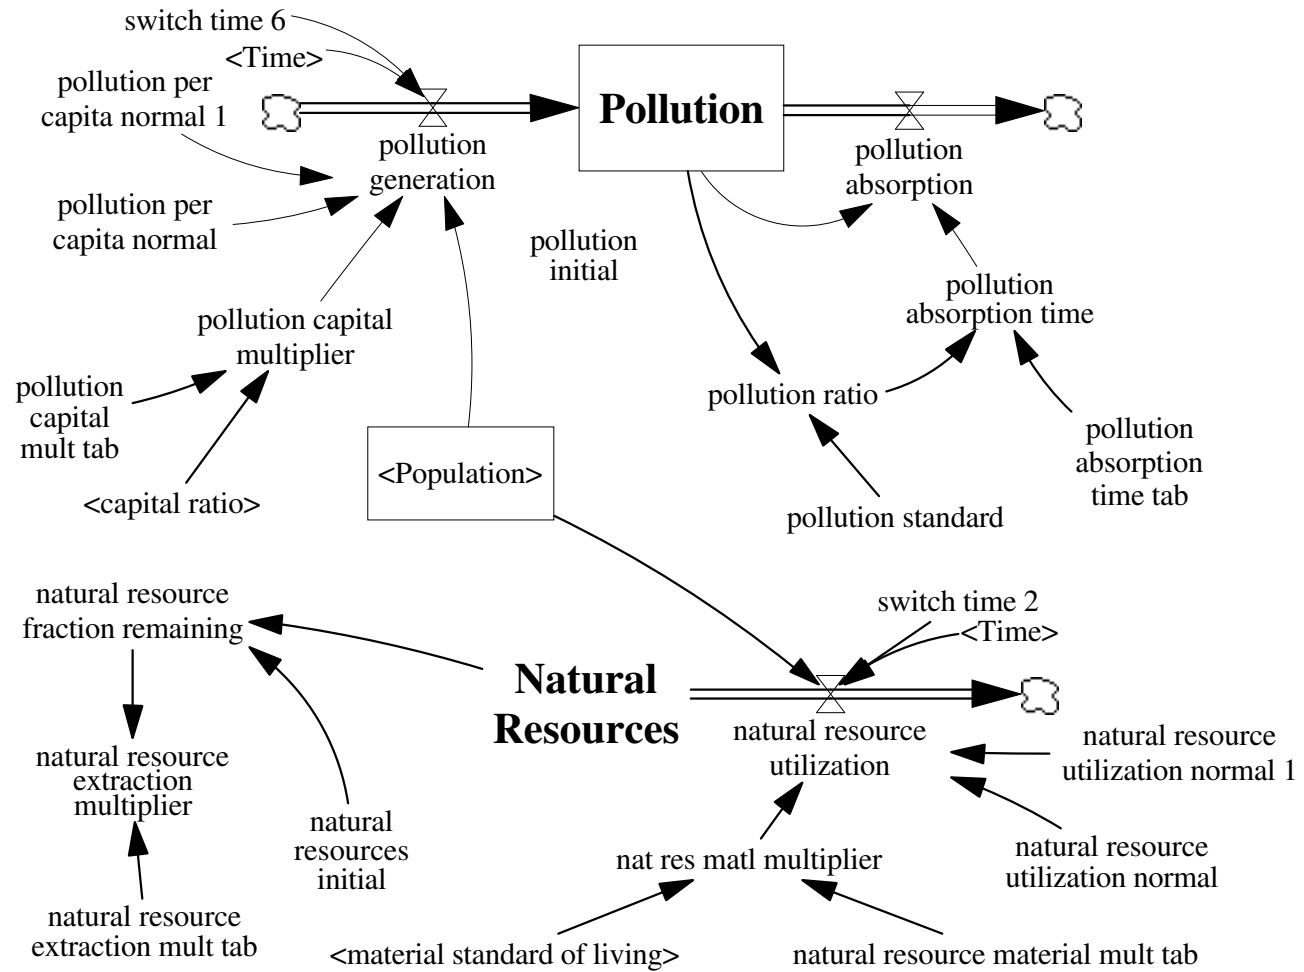 switch time 6
<Time>
pollution per
capita normal 1
Pollution
pollution
generation
pollution
absorption
pollution per
capita normal
pollution
initial
pollution
absorption time
pollution capital
multiplier
pollution
capital
mult tab
pollution ratio
pollution
absorption
time tab
<Population>
<capital ratio>
pollution standard
natural resource
fraction remaining
switch time 2
<Time>
Natural
Resources
natural resource
utilization
natural resource
utilization normal 1
natural resource
extraction
multiplier
natural
resources
initial
nat res matl multiplier
natural resource
utilization normal
natural resource
extraction mult tab
<material standard of living>
natural resource material mult tab